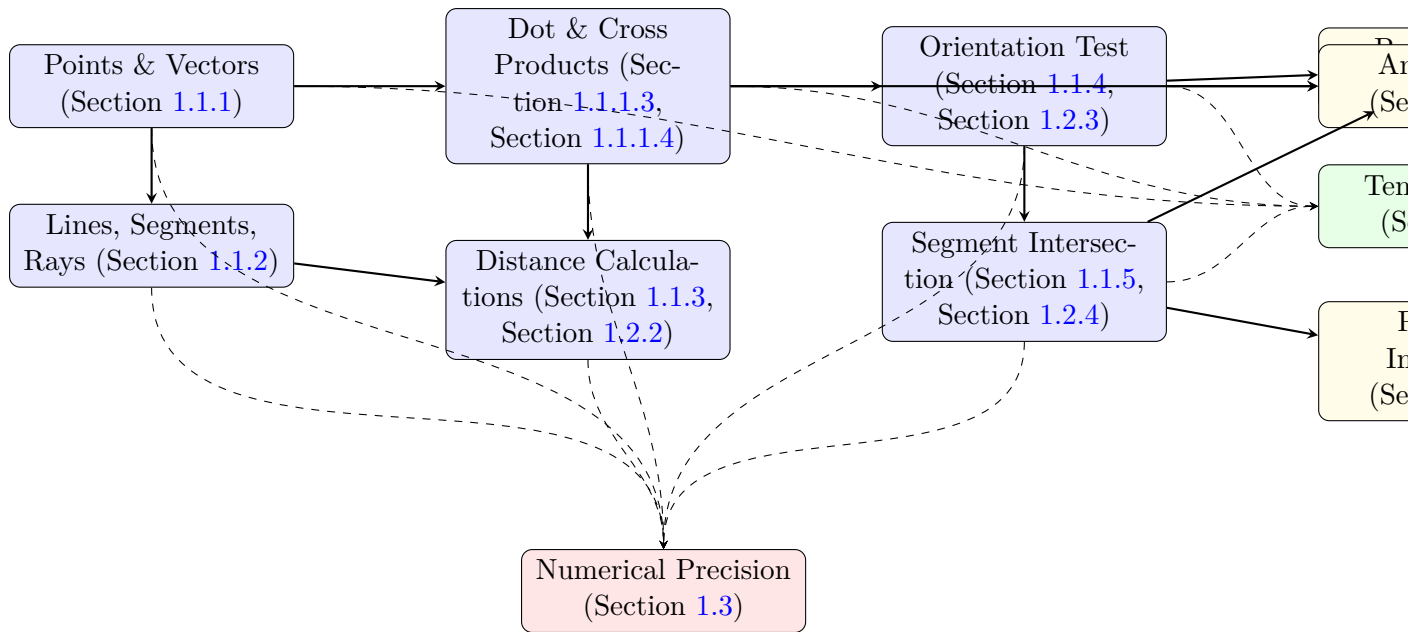 Points & Vectors
(Section 1.1.1)
Dot & Cross
Products (Sec-
tion 1.1.1.3,
Section 1.1.1.4)
Orientation Test
(Section 1.1.4,
Section 1.2.3)
Lines, Segments,
Rays (Section 1.1.2)
Distance Calcula-
tions (Section 1.1.3,
Section 1.2.2)
Segment Intersec-
tion (Section 1.1.5,
Section 1.2.4)
Numerical Precision
(Section 1.3)